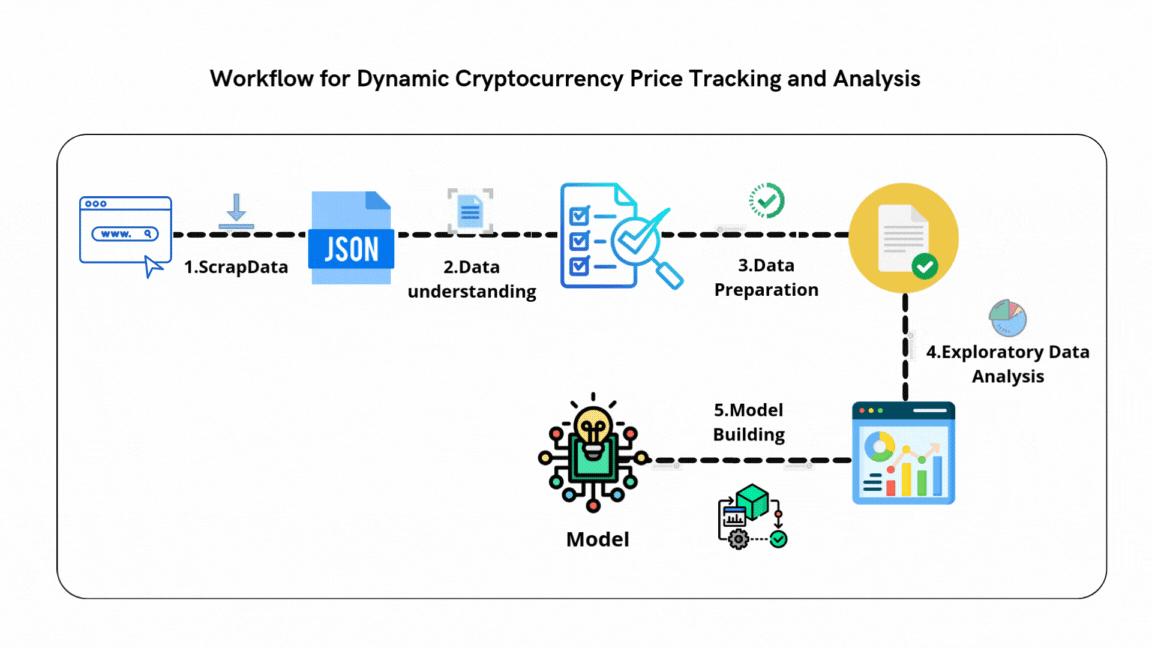 Workflow for Dynamic Cryptocurrency Price Tracking and Analysis
www.
1.ScrapData
JSON
2.Data
understanding
3.Data
Preparation
4.Exploratory Data
Analysis
5.Model
Building
Model